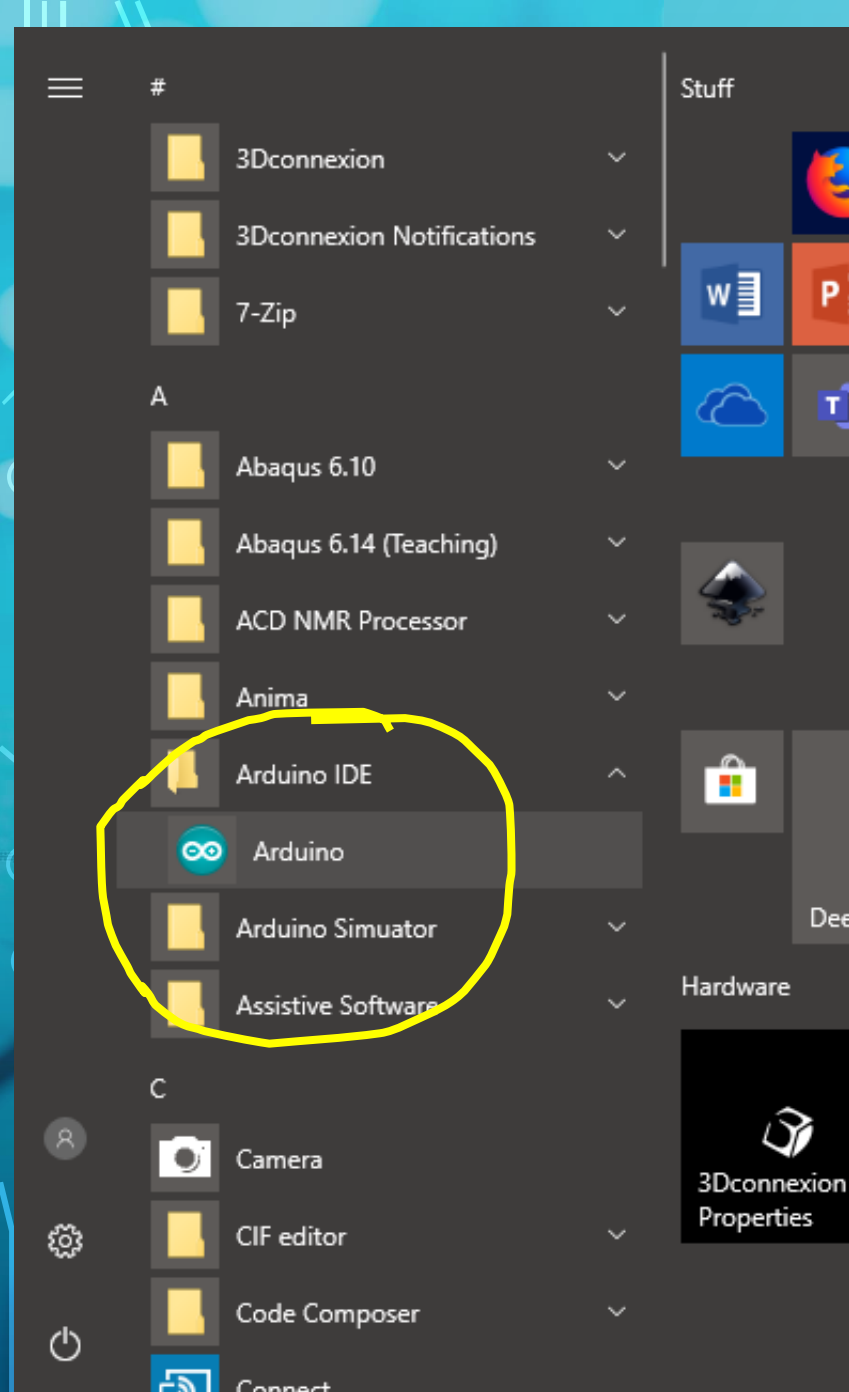 #
3Dconnexion
3Dconnexion Notifications
7-Zip
A
Abaqus 6.10
Abaqus 6.14 (Teaching)
ACD NMR Processor
Anima
Arduino IDE
Arduino
Arduino Simuator
Assistive Software
C
Camera
CIF editor
Code Composer
Connect
Stuff
W
P
T
Dee
Hardware
3Dconnexion
Properties